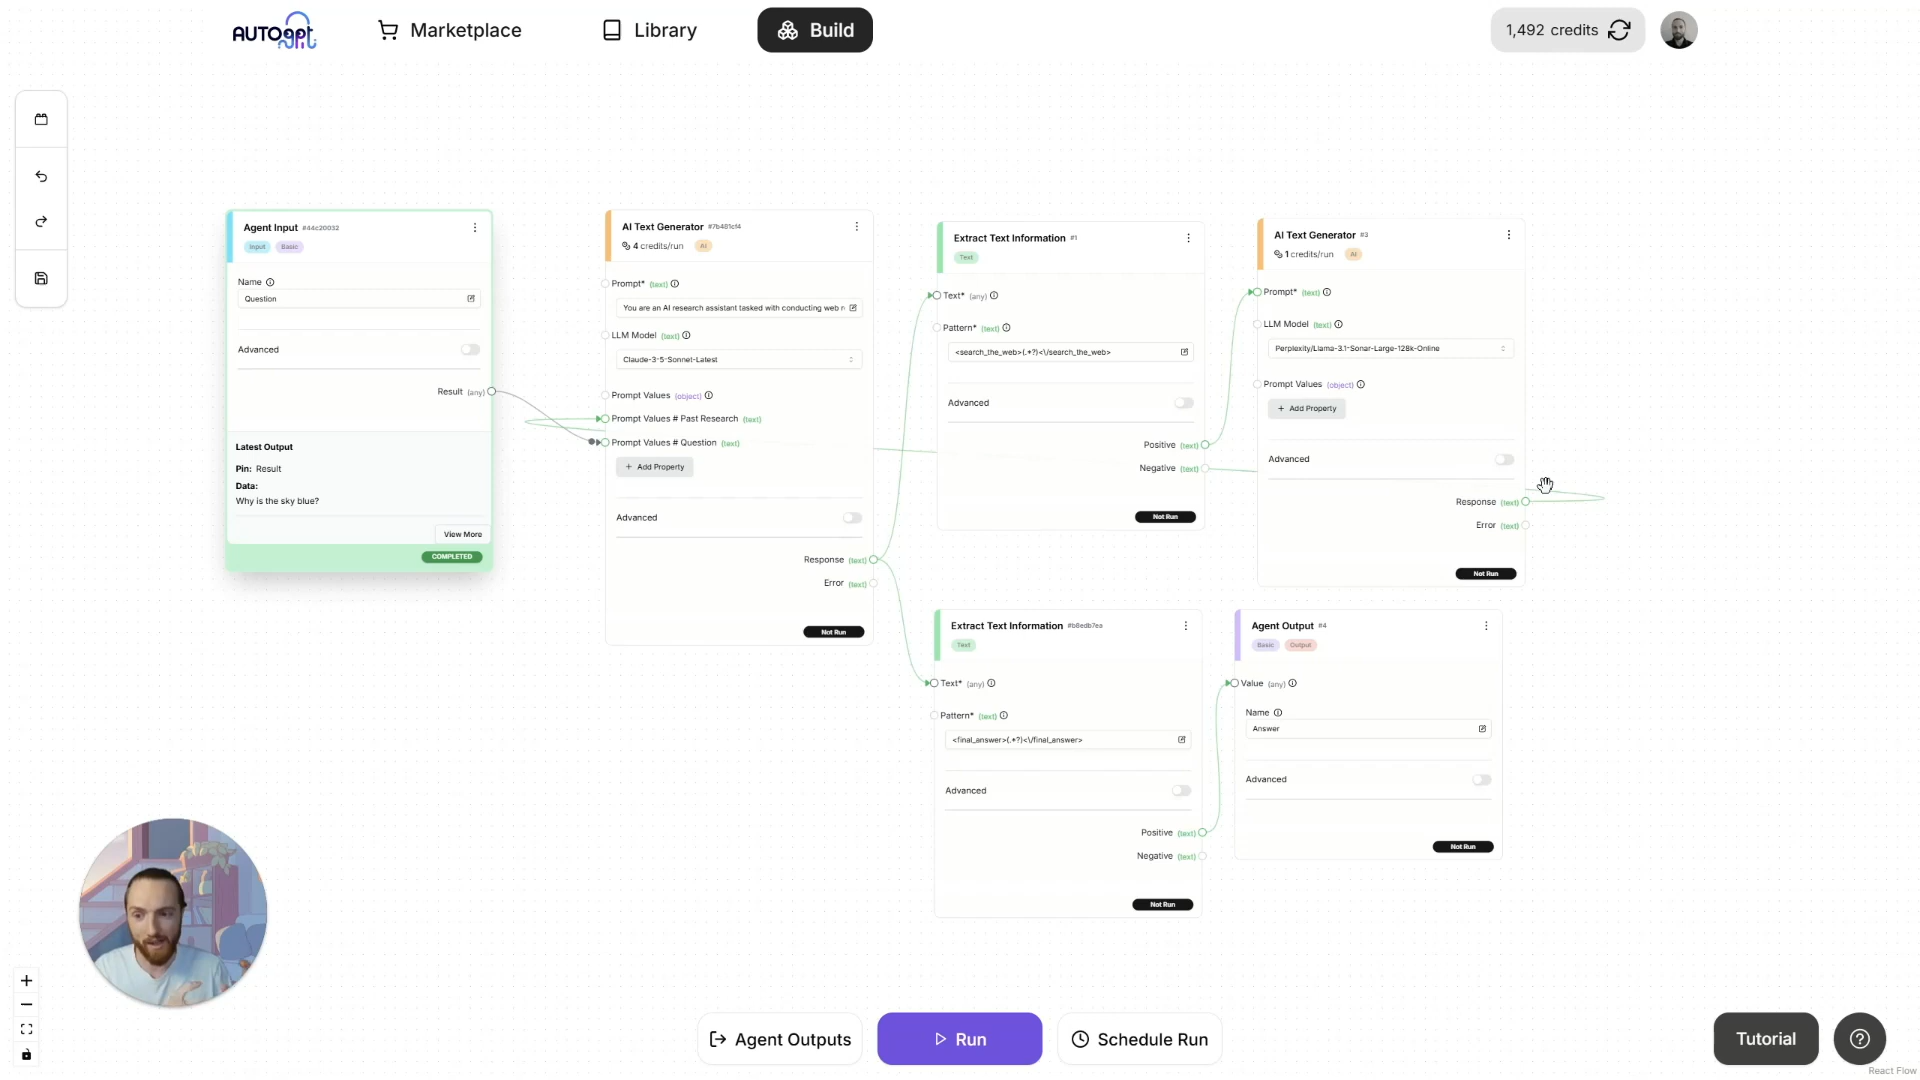 AUTOgpt
Marketplace
Library
Build
1,492 credits
Agent Input #44c20032
Input Basic
Name
Question
Advanced
Result (any)
Latest Output
Pin: Result
Data:
Why is the sky blue?
View More
COMPLETED
AI Text Generator #7b481cf4
4 credits/run AI
Prompt* (text)
You are an AI research assistant tasked with conducting web r
LLM Model (text)
Claude-3-5-Sonnet-Latest
Prompt Values (object)
Prompt Values # Past Research (text)
Prompt Values # Question (text)
+ Add Property
Advanced
Response (text)
Error (text)
Not Run
Extract Text Information #1
Text
Text* (any)
Pattern* (text)
<search_the_web>(.*?)<\/search_the_web>
Advanced
Positive (text)
Negative (text)
Not Run
AI Text Generator #3
1 credits/run AI
Prompt* (text)
LLM Model (text)
Perplexity/Llama-3.1-Sonar-Large-128k-Online
Prompt Values (object)
+ Add Property
Advanced
Response (text)
Error (text)
Not Run
Extract Text Information #b8edb7ea
Text
Text* (any)
Pattern* (text)
<final_answer>(.*?)<\/final_answer>
Advanced
Positive (text)
Negative (text)
Not Run
Agent Output #4
Basic Output
Value (any)
Name
Answer
Advanced
Not Run
Agent Outputs
Run
Schedule Run
Tutorial
React Flow